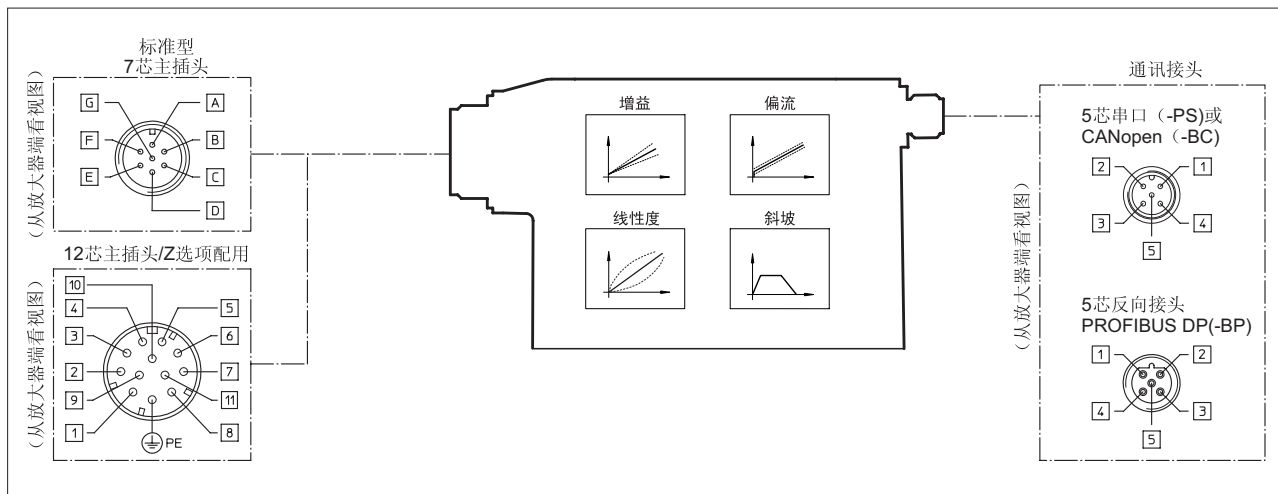 标准型
7芯主插头
（从放大器端看视图）
G
A
F
B
E
C
D
12芯主插头/Z选项配用
（从放大器端看视图）
10
4
5
3
6
2
7
9
11
1
8
PE
增益
偏流
线性度
斜坡
通讯接头
（从放大器端看视图）
5芯串口（-PS)或
CANopen（-BC)
2
1
3
4
5
5芯反向接头
PROFIBUS DP(-BP)
1
2
4
3
5